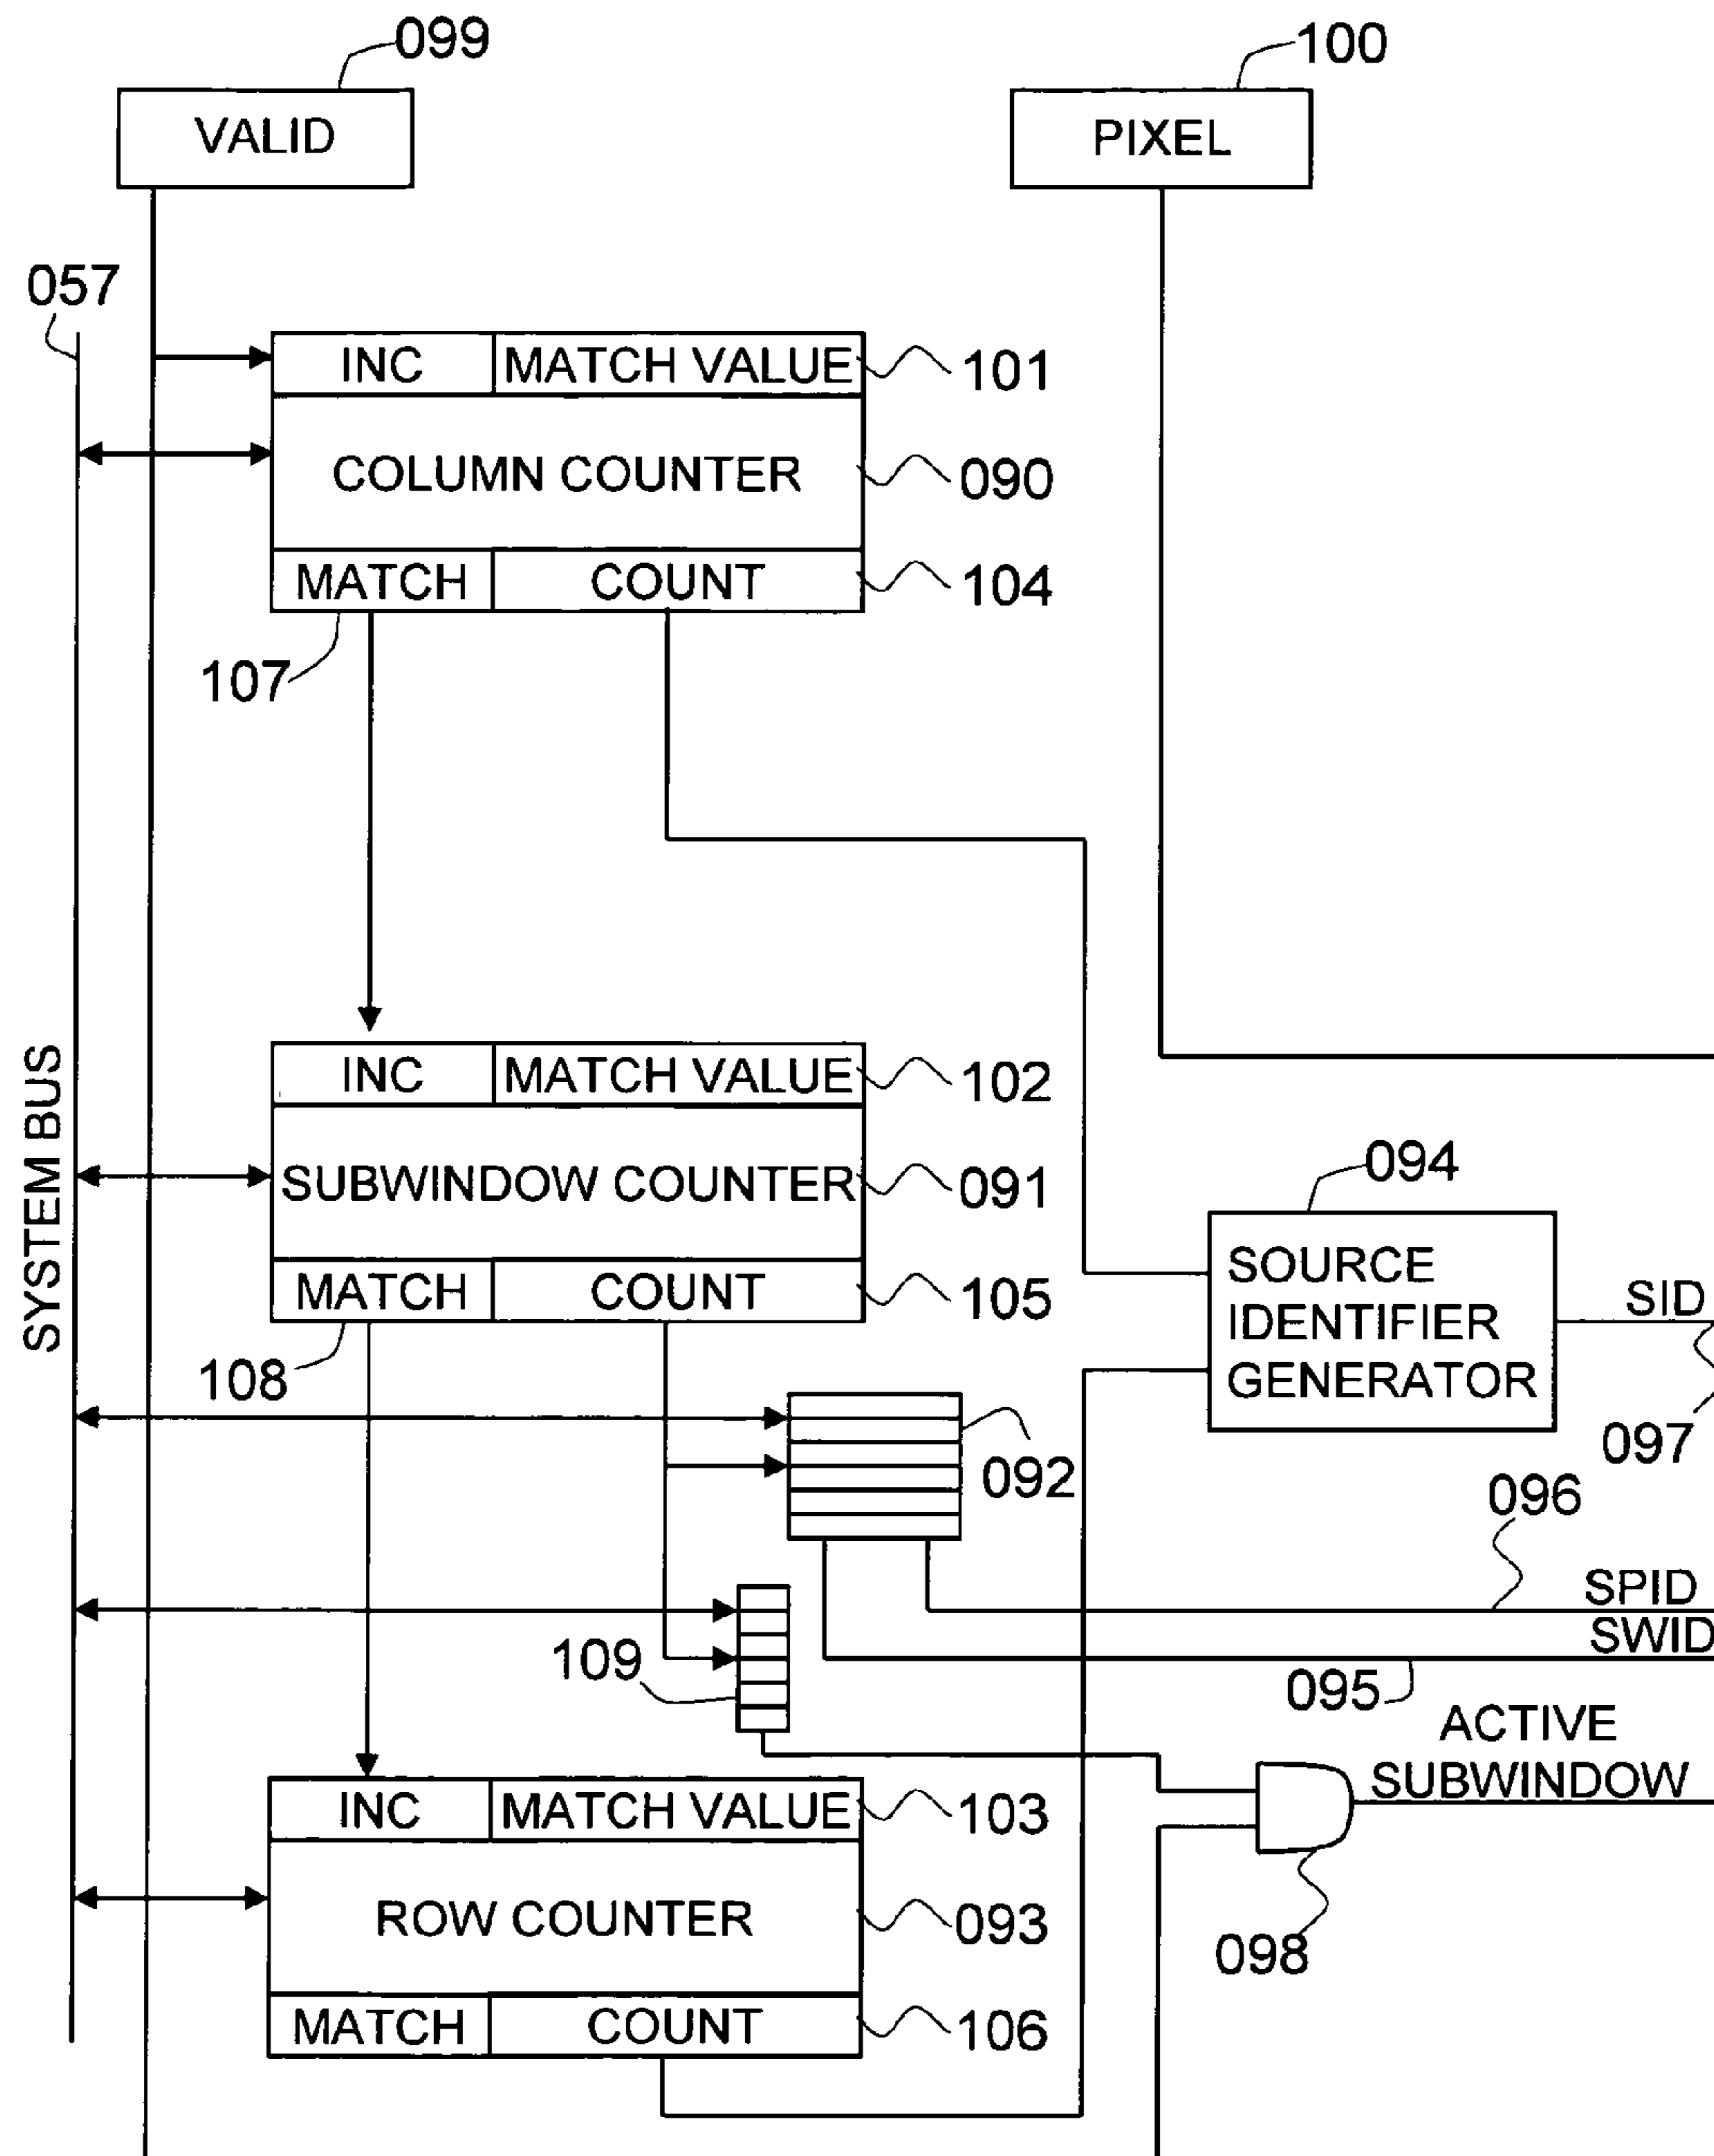 099
100
VALID
PIXEL
057
INC
MATCH VALUE
101
COLUMN COUNTER
090
MATCH
COUNT
104
107
SYSTEM BUS
INC
MATCH VALUE
102
SUBWINDOW COUNTER
091
094
MATCH
COUNT
105
SOURCE
IDENTIFIER
GENERATOR
SID
108
097
092
096
SPID
SWID
109
095
ACTIVE
SUBWINDOW
INC
MATCH VALUE
103
ROW COUNTER
093
098
MATCH
COUNT
106